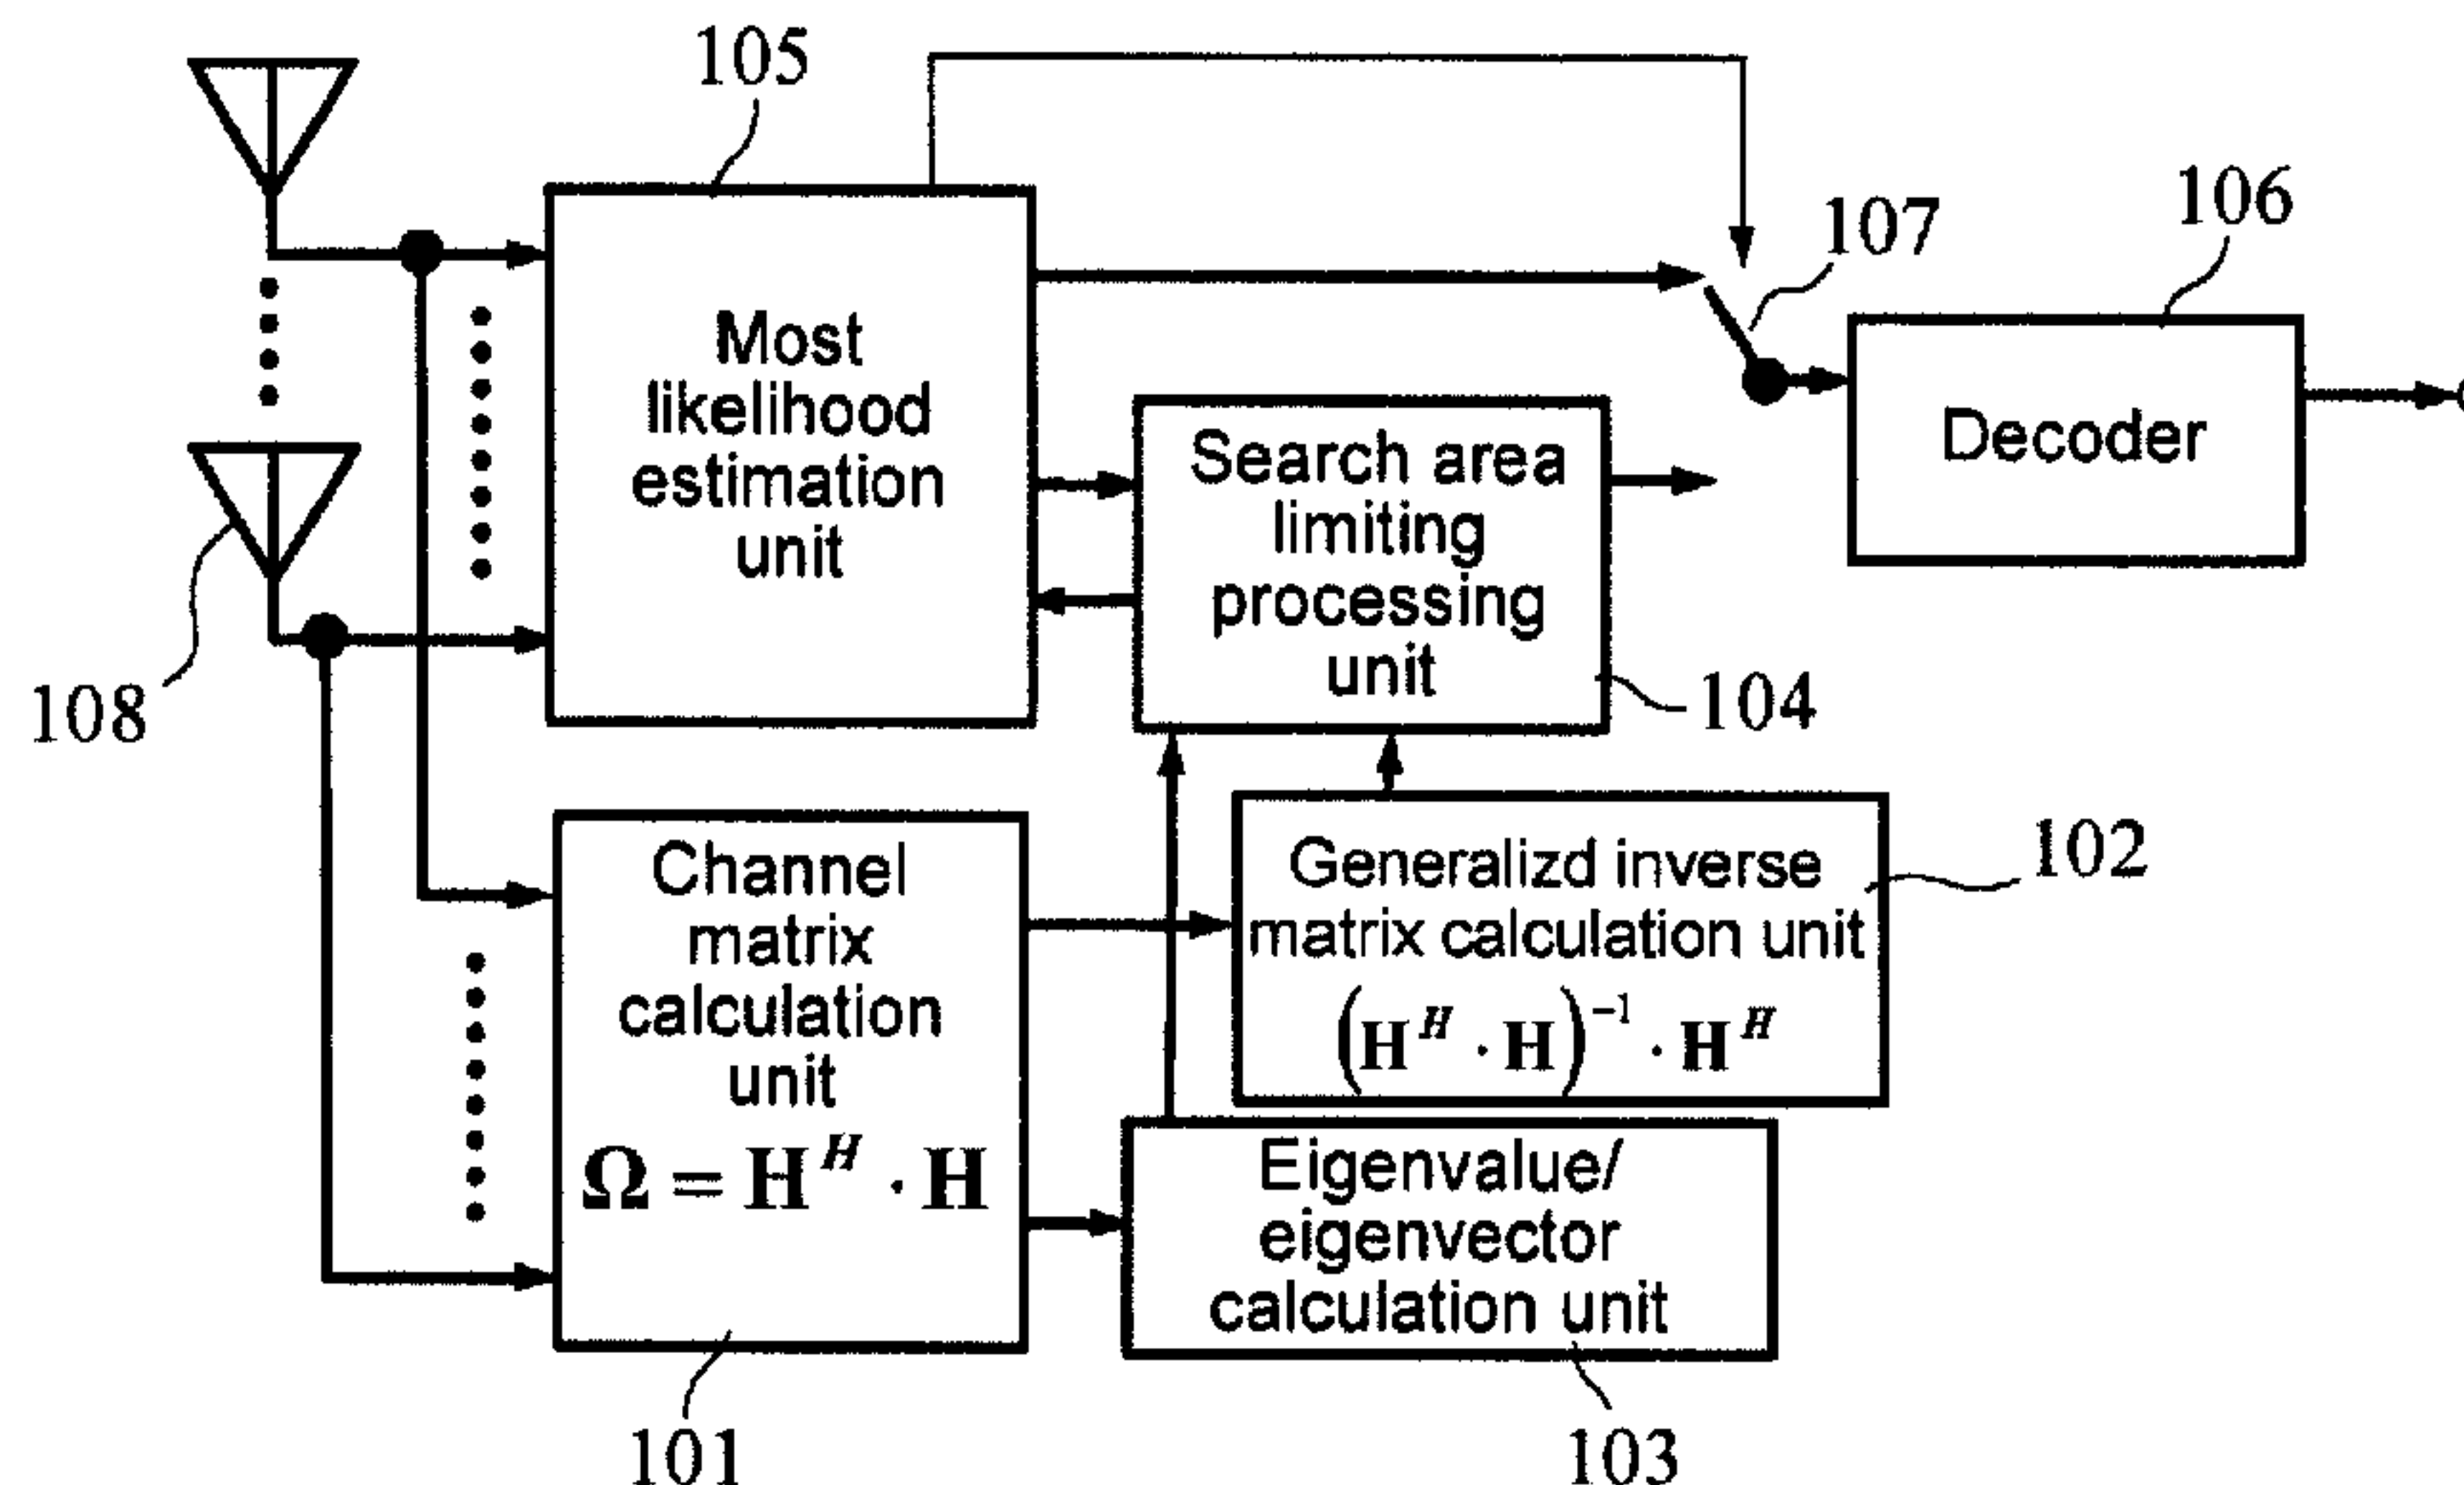 105
107
106
Most
likelihood
estimation
unit
Search area
limiting
processing
unit
Decoder
108
104
Channel
matrix
calculation
unit
Ω = H^H · H
Generalizd inverse
matrix calculation unit
(H^H · H)^−1 · H^H
102
Eigenvalue/
eigenvector
calculation unit
101
103